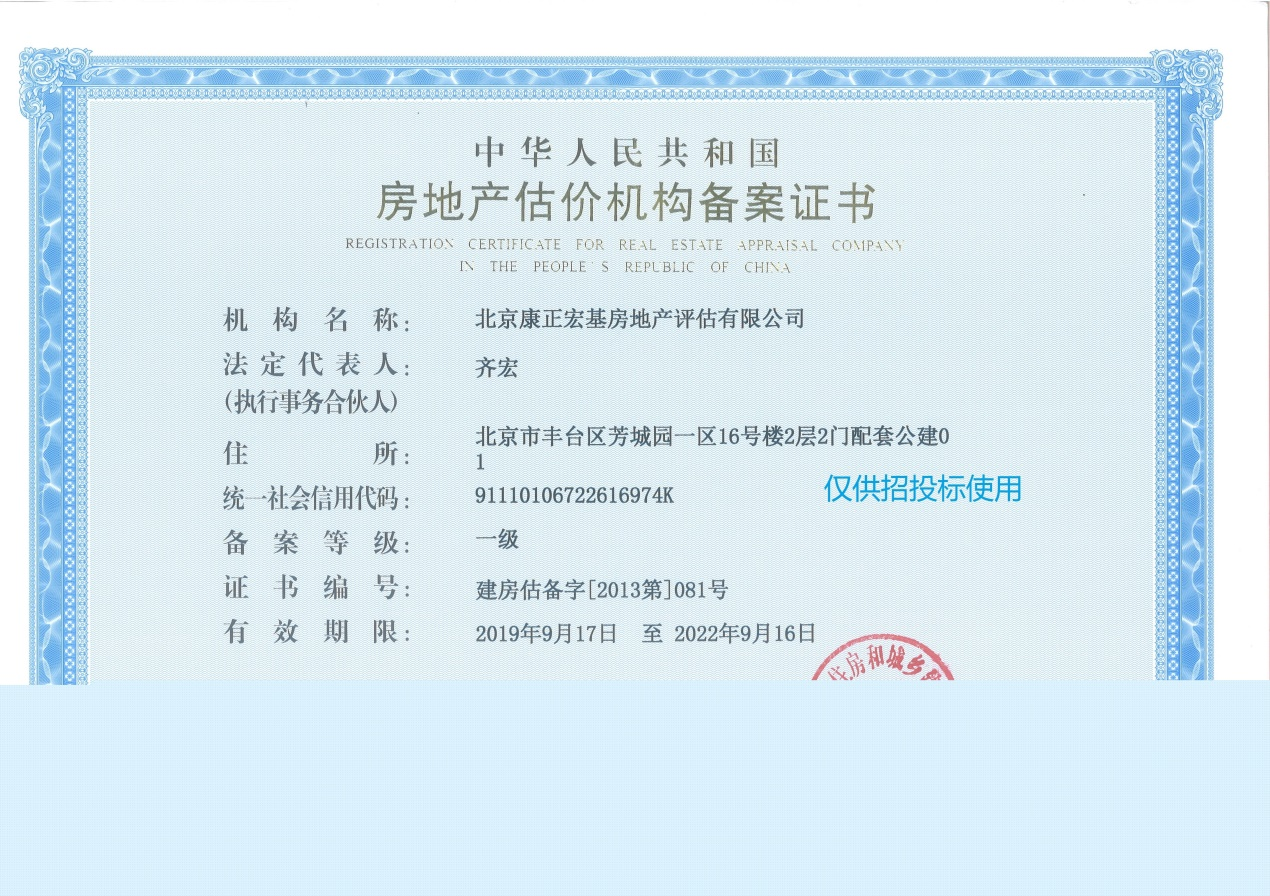 中华人民共和国
房地产估价机构备案证书
REGISTRATION CERTIFICATE FOR REAL ESTATE APPRAISAL COMPANY
IN THE PEOPLE'S REPUBLIC OF CHINA
机构名称: 北京康正宏基房地产评估有限公司
法定代表人: 齐宏
(执行事务合伙人)
住所: 北京市丰台区芳城园一区16号楼2层2门配套公建0
1
统一社会信用代码: 91110106722616974K
仅供招投标使用
备案等级: 一级
证书编号: 建房估备字[2013第]081号
有效期限: 2019年9月17日 至 2022年9月16日
房和城乡